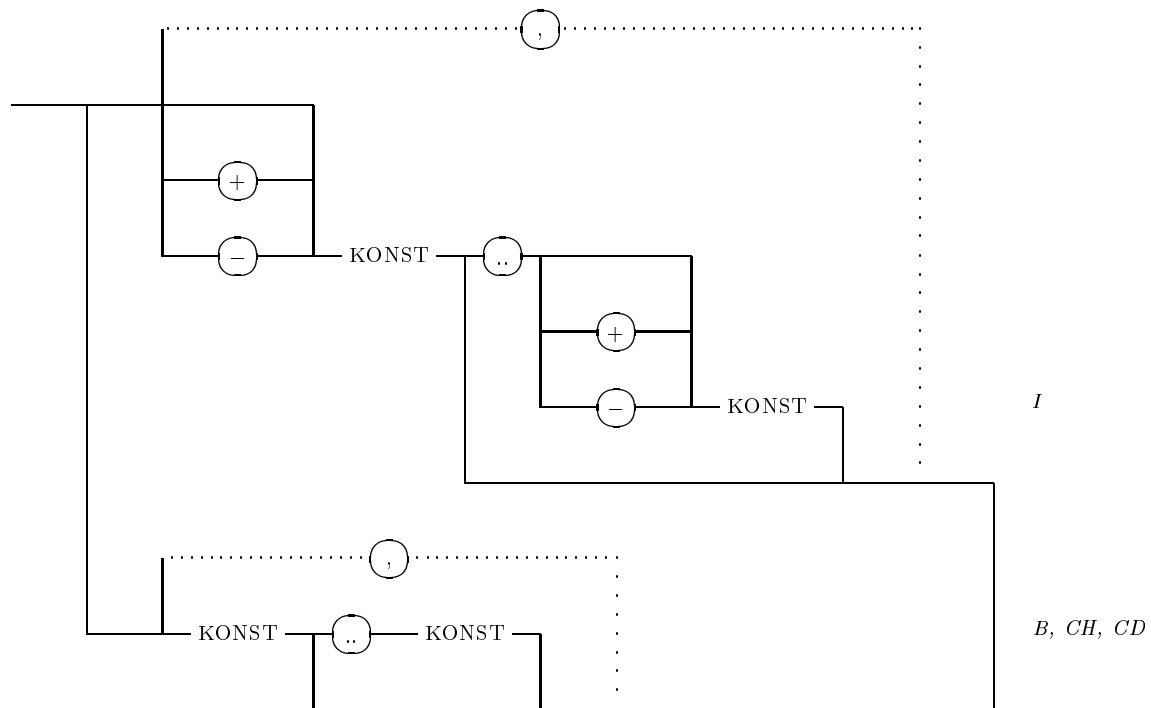 ,
+
− KONST ..
+
− KONST I
,
KONST .. KONST B, CH, CD